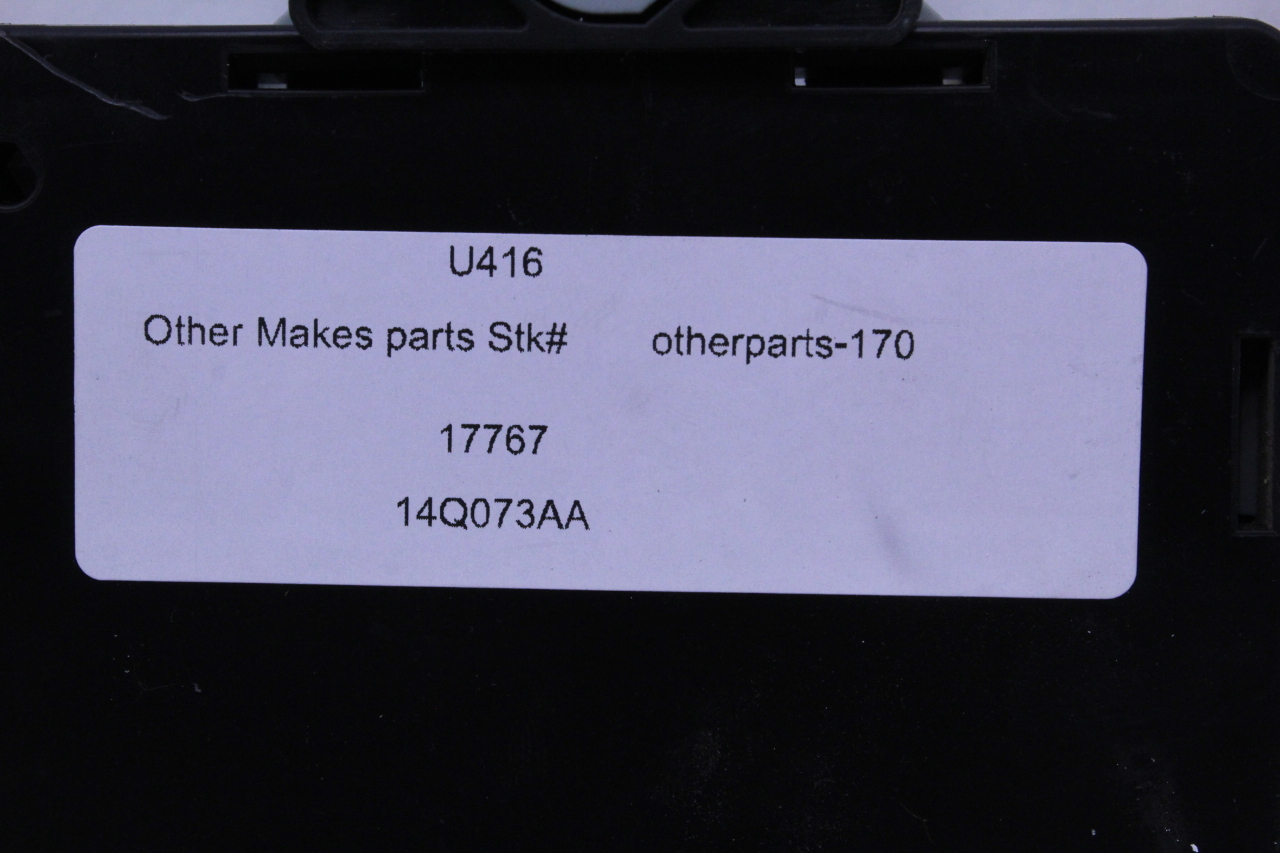 U416
Other Makes parts Stk# otherparts-170
17767
14Q073AA